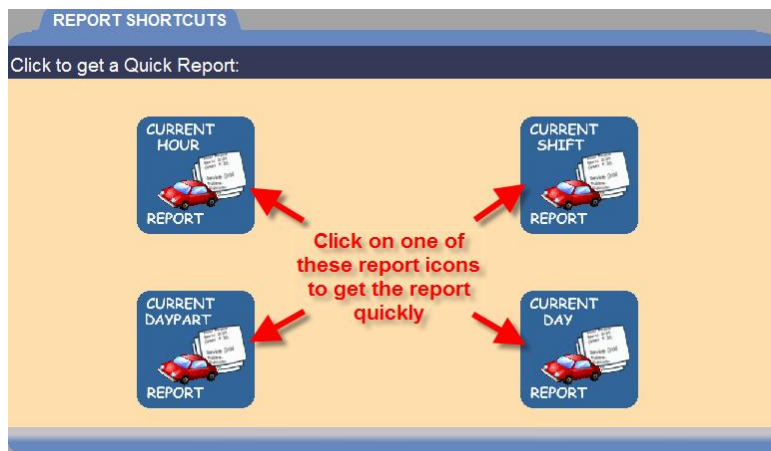 REPORT SHORTCUTS
Click to get a Quick Report:
CURRENT
HOUR
REPORT
CURRENT
SHIFT
REPORT
Click on one of
these report icons
to get the report
quickly
CURRENT
DAYPART
REPORT
CURRENT
DAY
REPORT